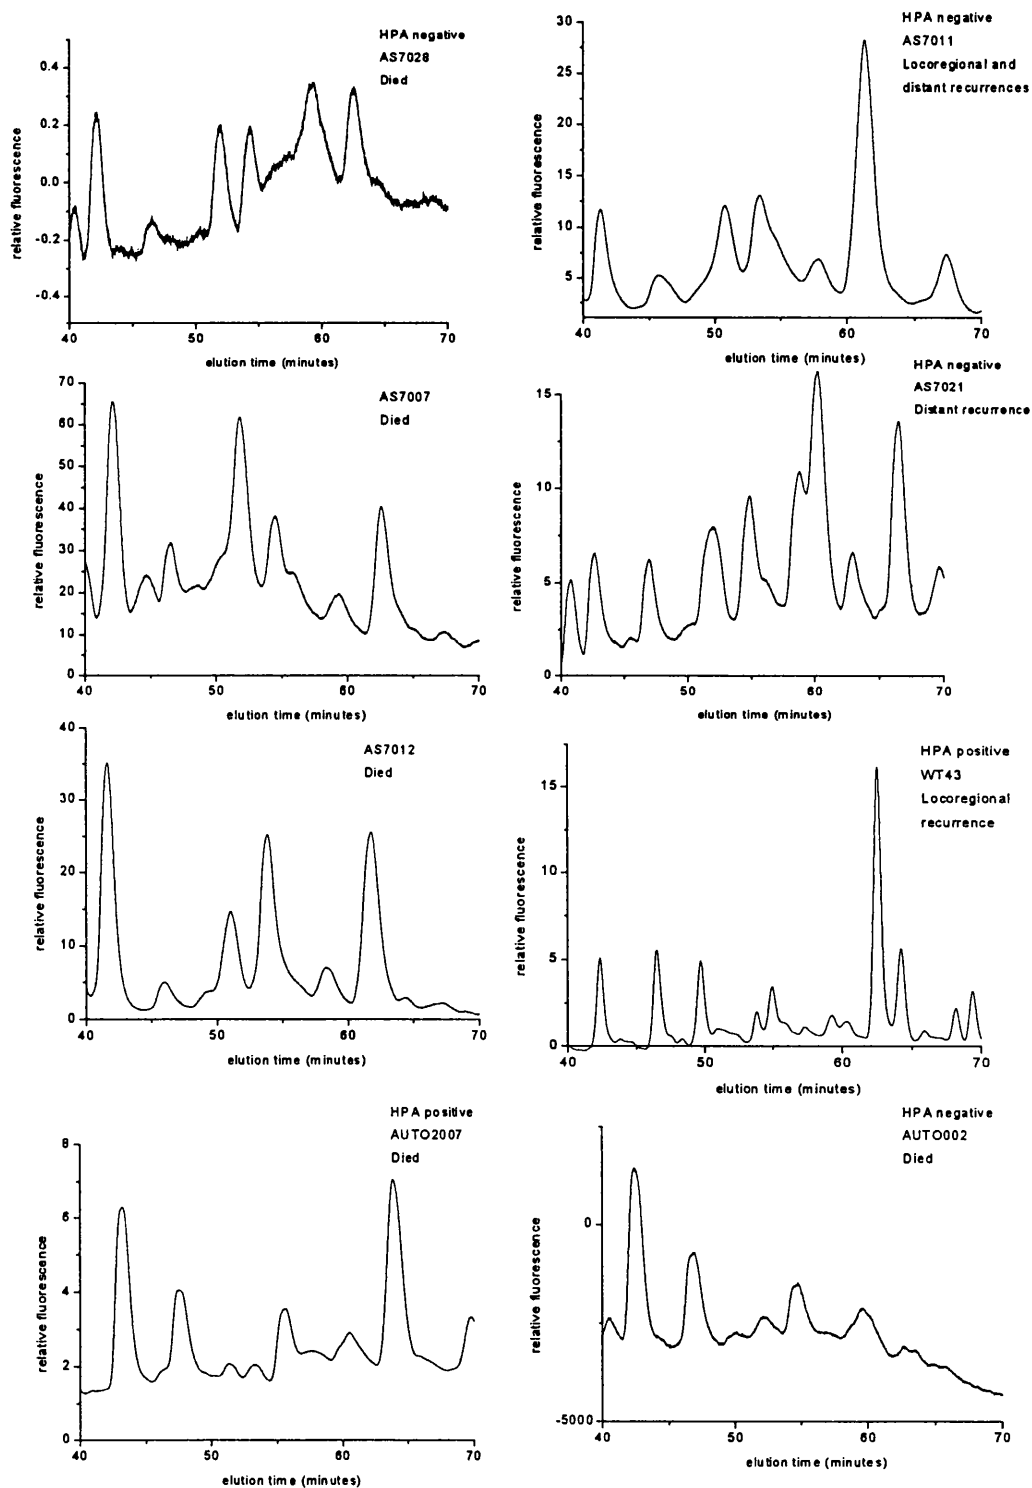 HPA negative
AS7028
Died
relative fluorescence
0.4
0.2
0.0
-0.2
-0.4
40 50 60 70
elution time (minutes)
HPA negative
AS7011
Locoregional and
distant recurrences
relative fluorescence
30
25
20
15
10
5
40 50 60 70
elution time (minutes)
AS7007
Died
relative fluorescence
70
60
50
40
30
20
10
0
40 50 60 70
elution time (minutes)
HPA negative
AS7021
Distant recurrence
relative fluorescence
15
10
5
0
40 50 60 70
elution time (minutes)
AS7012
Died
relative fluorescence
40
30
20
10
0
40 50 60 70
elution time (minutes)
HPA positive
WT43
Locoregional
recurrence
relative fluorescence
15
10
5
0
40 50 60 70
elution time (minutes)
HPA positive
AUTO2007
Died
relative fluorescence
8
6
4
2
0
40 50 60 70
elution time (minutes)
HPA negative
AUTO002
Died
relative fluorescence
0
-5000
40 50 60 70
elution time (minutes)